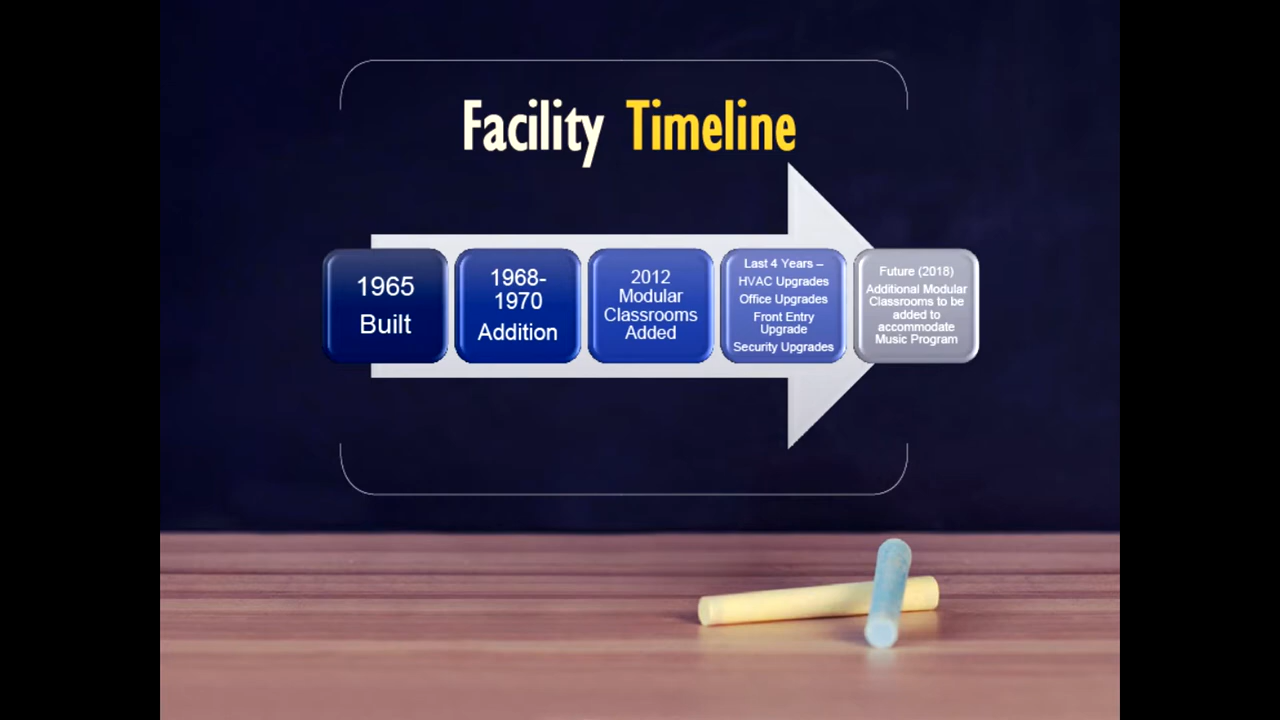 Facility Timeline
1965
Built
1968-
1970
Addition
2012
Modular
Classrooms
Added
Last 4 Years –
HVAC Upgrades
Office Upgrades
Front Entry
Upgrade
Security Upgrades
Future (2018)
Additional Modular
Classrooms to be
added to
accommodate
Music Program